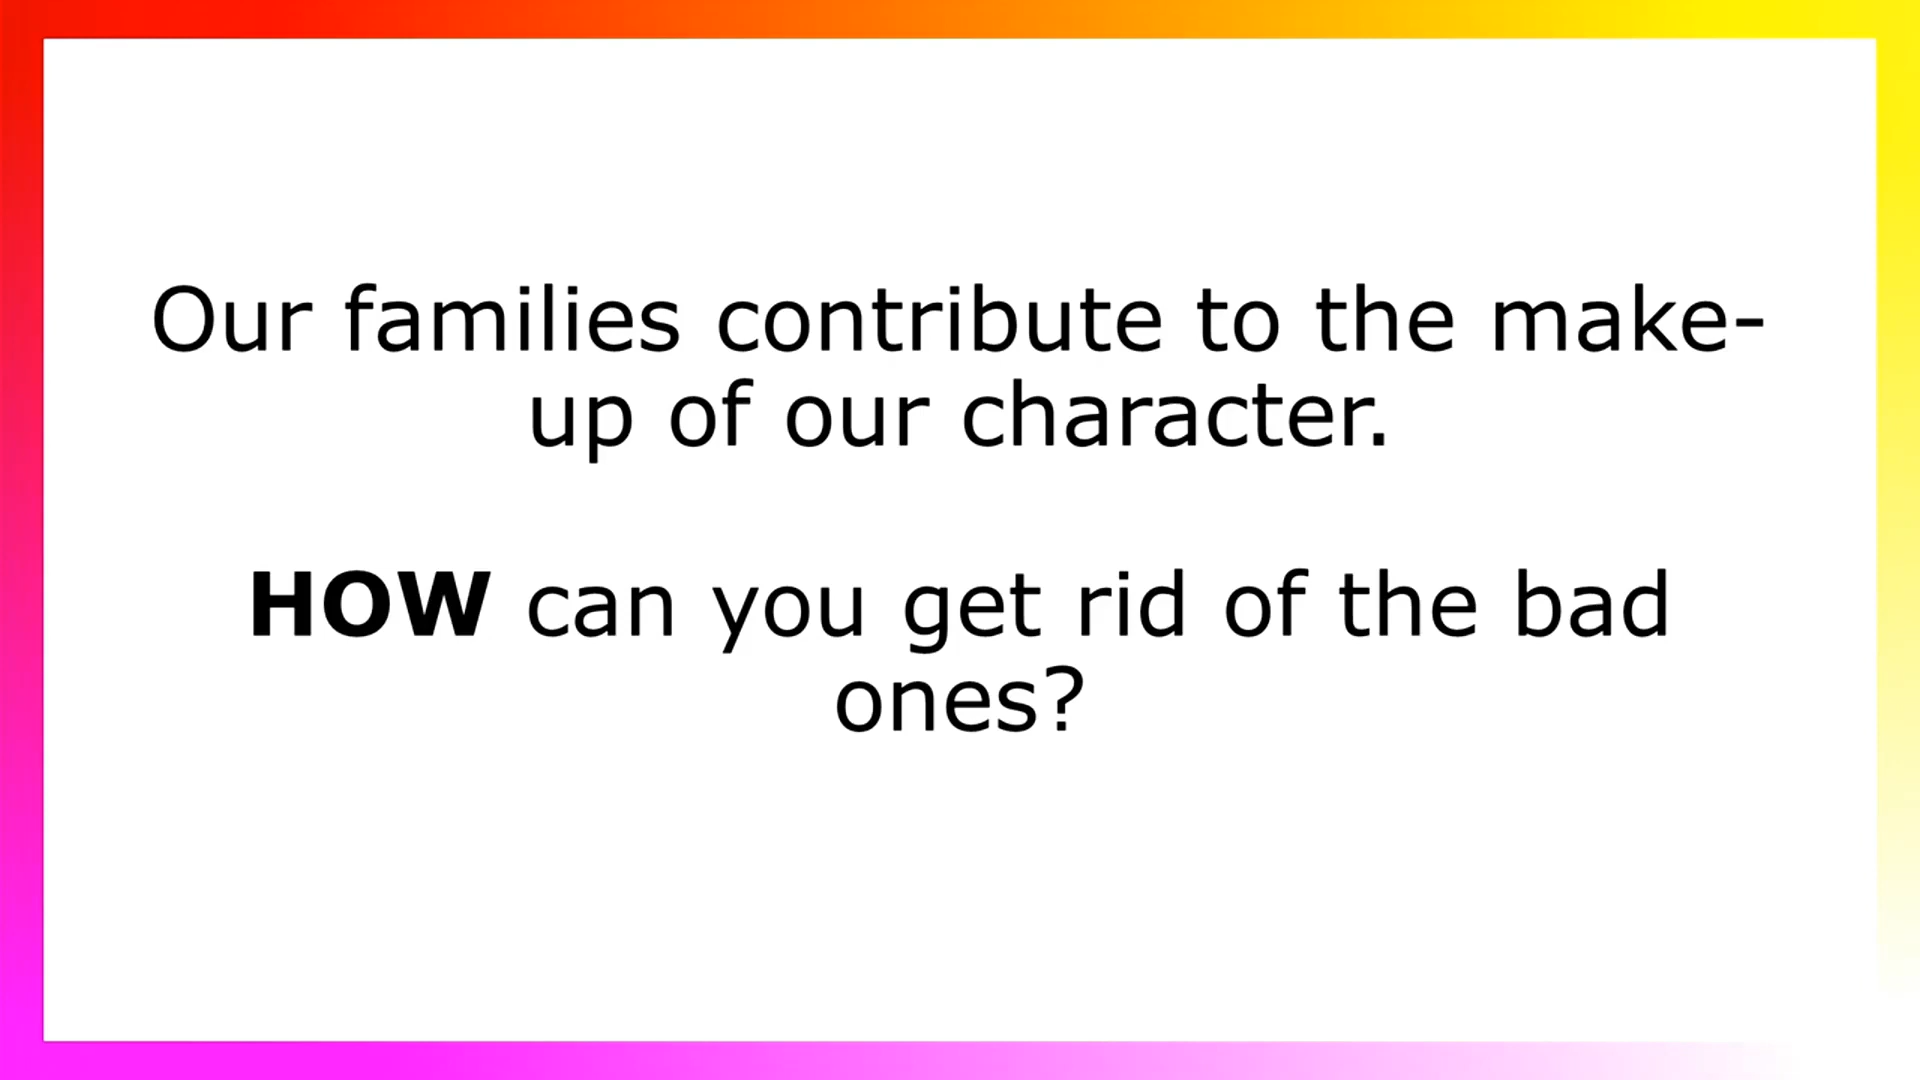 Our families contribute to the make-
up of our character.
HOW can you get rid of the bad
ones?